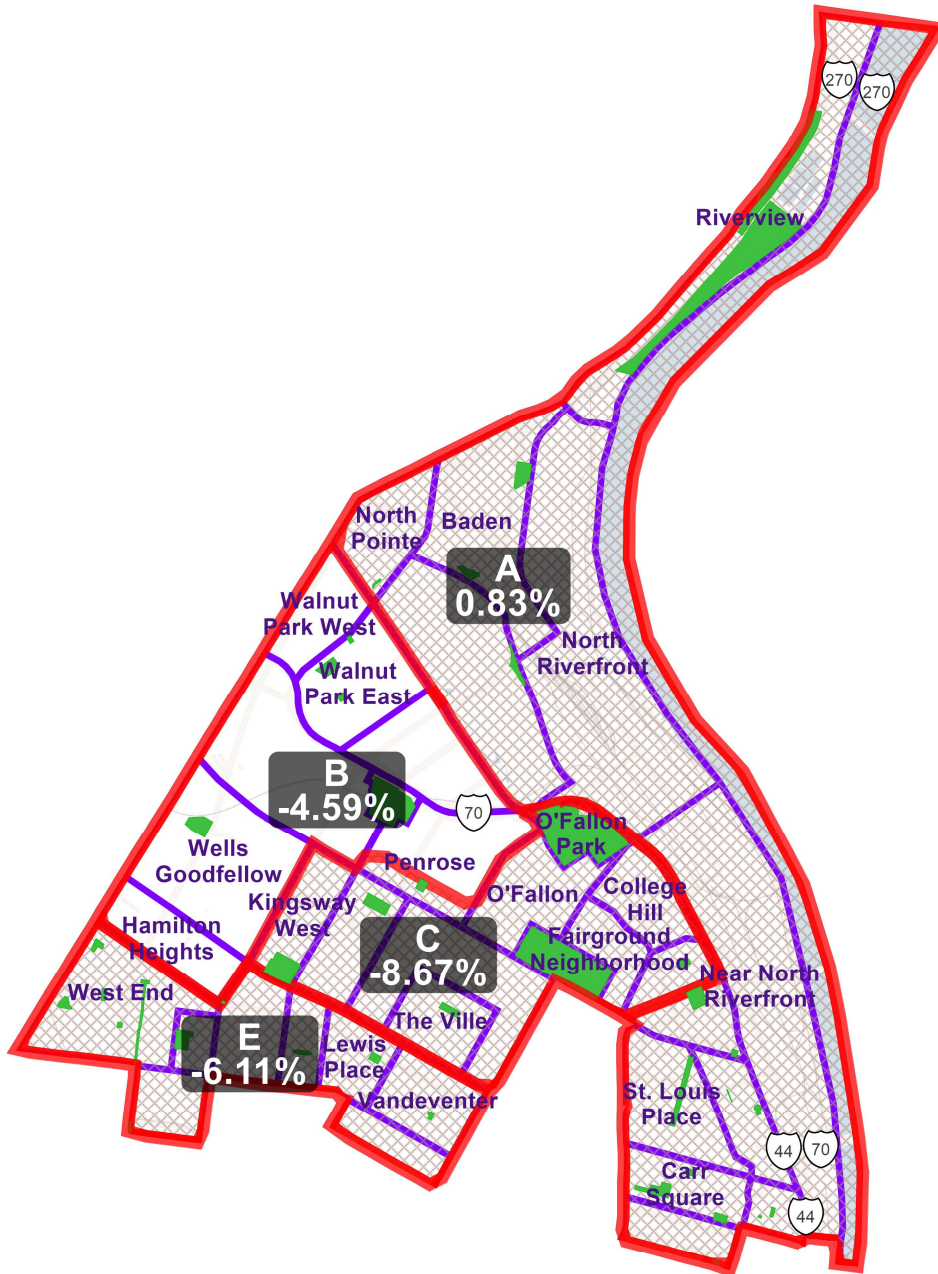 270
270
Riverview
North
Pointe
Baden
A
0.83%
Walnut
Park West
North
Riverfront
Walnut
Park East
B
-4.59%
70
O'Fallon
Park
Wells
Goodfellow
Penrose
Kingsway
West
O'Fallon
College
Hill
Hamilton
Heights
C
-8.67%
Fairground
Neighborhood
Near North
Riverfront
West End
The Ville
E
-6.11%
Lewis
Place
Vandeventer
St. Louis
Place
44
70
Carr
Square
44